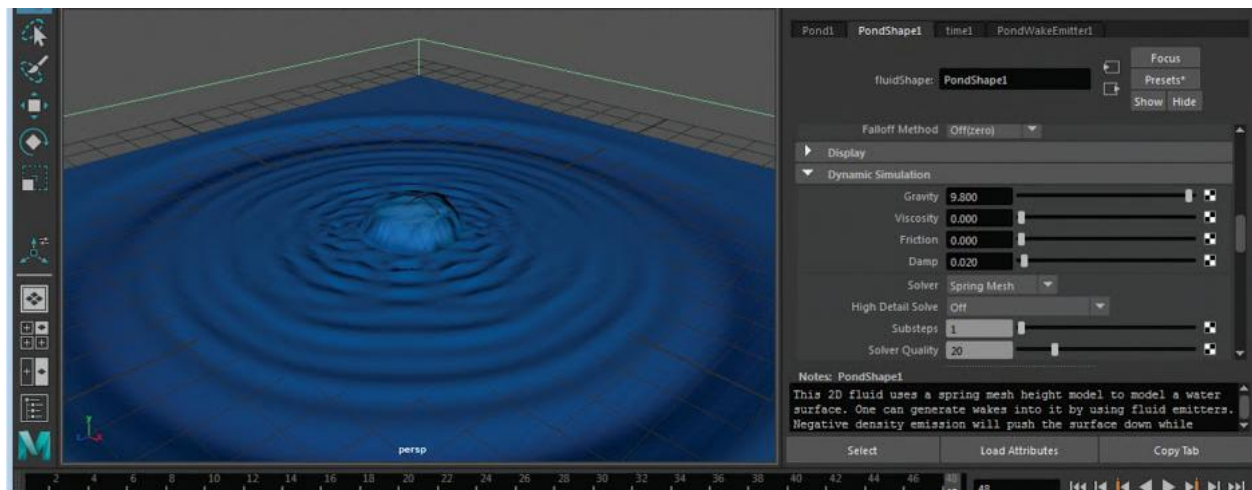 Pond1 PondShape1 time1 PondWakeEmitter1
Focus
fluidShape: PondShape1
Presets*
Show Hide
Falloff Method Off(zero)
Display
Dynamic Simulation
Gravity 9.800
Viscosity 0.000
Friction 0.000
Damp 0.020
Solver Spring Mesh
High Detail Solve Off
Substeps 1
Solver Quality 20
Notes: PondShape1
This 2D fluid uses a spring mesh height model to model a water
surface. One can generate wakes into it by using fluid emitters.
Negative density emission will push the surface down while
persp
Select Load Attributes Copy Tab
2 4 6 8 10 12 14 16 18 20 22 24 26 28 30 32 34 36 38 40 42 44 46 48
48